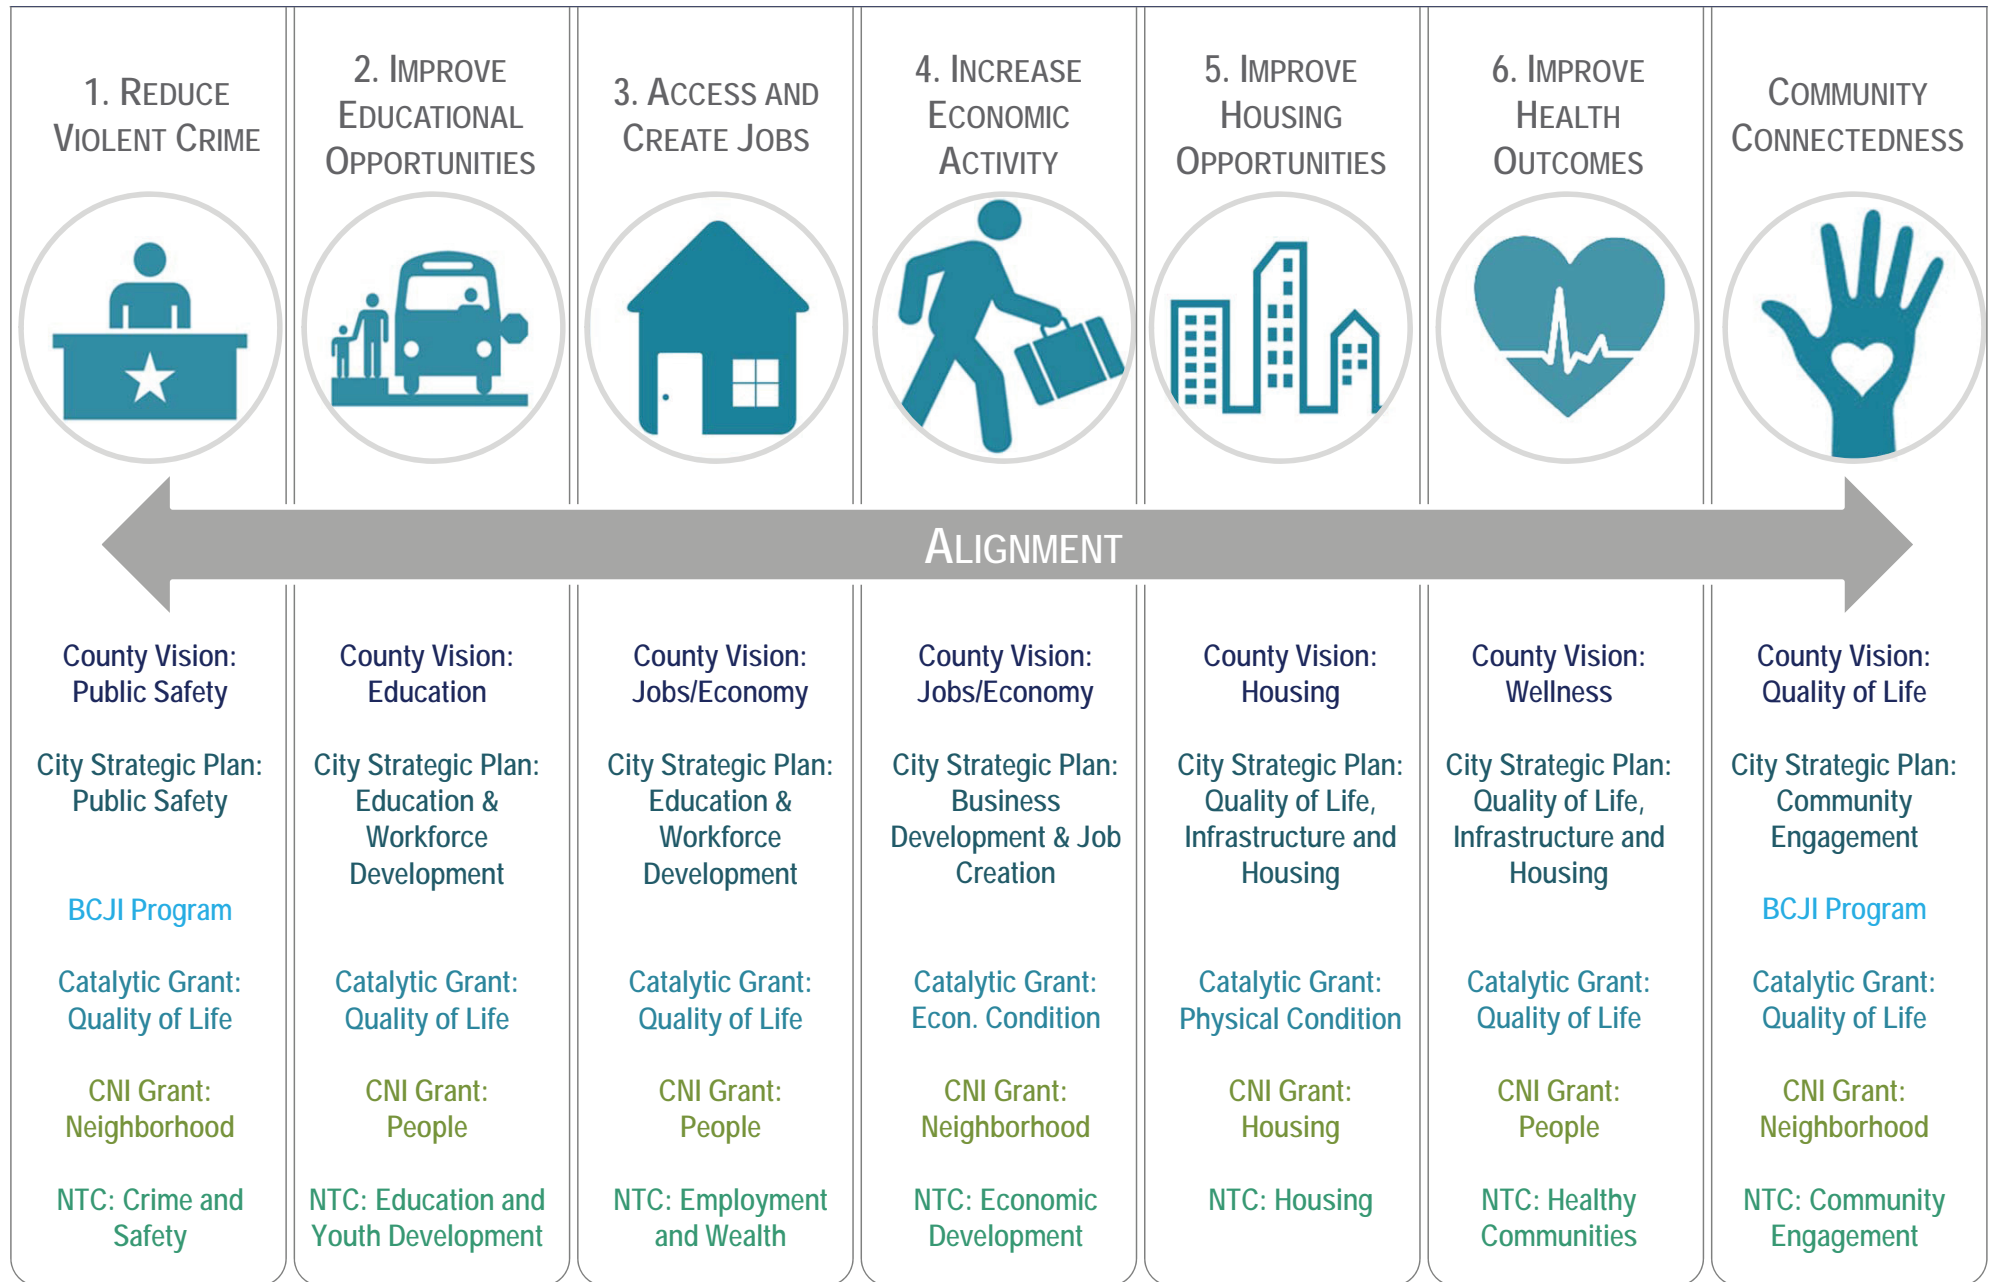 1. REDUCE
VIOLENT CRIME
2. IMPROVE
EDUCATIONAL
OPPORTUNITIES
3. ACCESS AND
CREATE JOBS
4. INCREASE
ECONOMIC
ACTIVITY
5. IMPROVE
HOUSING
OPPORTUNITIES
6. IMPROVE
HEALTH
OUTCOMES
COMMUNITY
CONNECTEDNESS
ALIGNMENT
County Vision:
Public Safety
City Strategic Plan:
Public Safety
BCJI Program
Catalytic Grant:
Quality of Life
CNI Grant:
Neighborhood
NTC: Crime and
Safety
County Vision:
Education
City Strategic Plan:
Education &
Workforce
Development
Catalytic Grant:
Quality of Life
CNI Grant:
People
NTC: Education and
Youth Development
County Vision:
Jobs/Economy
City Strategic Plan:
Education &
Workforce
Development
Catalytic Grant:
Quality of Life
CNI Grant:
People
NTC: Employment
and Wealth
County Vision:
Jobs/Economy
City Strategic Plan:
Business
Development & Job
Creation
Catalytic Grant:
Econ. Condition
CNI Grant:
Neighborhood
NTC: Economic
Development
County Vision:
Housing
City Strategic Plan:
Quality of Life,
Infrastructure and
Housing
Catalytic Grant:
Physical Condition
CNI Grant:
Housing
NTC: Housing
County Vision:
Wellness
City Strategic Plan:
Quality of Life,
Infrastructure and
Housing
Catalytic Grant:
Quality of Life
CNI Grant:
People
NTC: Healthy
Communities
County Vision:
Quality of Life
City Strategic Plan:
Community
Engagement
BCJI Program
Catalytic Grant:
Quality of Life
CNI Grant:
Neighborhood
NTC: Community
Engagement